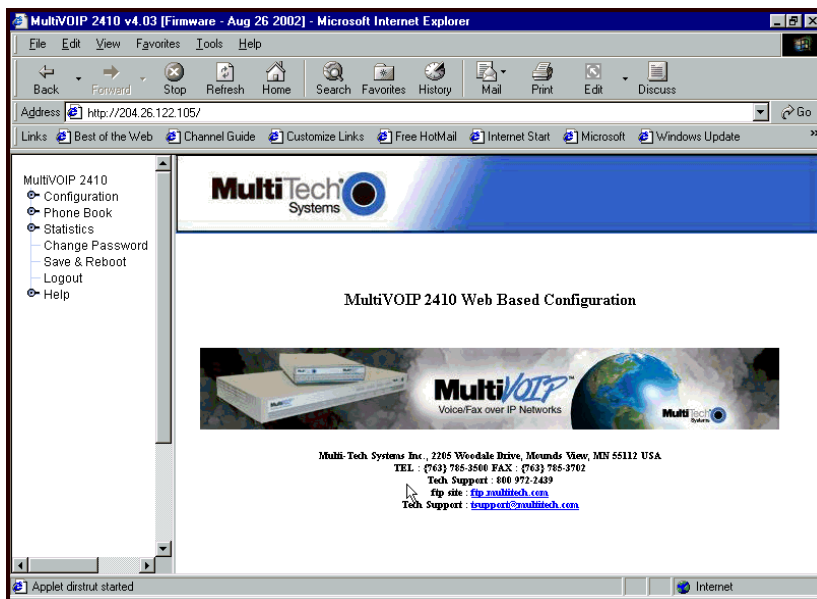 MultiVOIP 2410 v4.03 [Firmware - Aug 26 2002] - Microsoft Internet Explorer
File Edit View Favorites Tools Help
Back Forward Stop Refresh Home Search Favorites History Mail Print Edit Discuss
Address http://204.26.122.105/ Go
Links Best of the Web Channel Guide Customize Links Free HotMail Internet Start Microsoft Windows Update »
MultiVOIP 2410
Configuration
Phone Book
Statistics
Change Password
Save & Reboot
Logout
Help
MultiTech
Systems
MultiVOIP 2410 Web Based Configuration
MultiVOIP™
Voice/Fax over IP Networks
MultiTech
Systems
Multi-Tech Systems Inc., 2205 Woodale Drive, Mounds View, MN 55112 USA
TEL : (763) 785-3500 FAX : (763) 785-3702
Tech Support : 800 972-2439
ftp site : ftp.multitech.com
Tech Support : tsupport@multitech.com
Applet dirstrut started
Internet